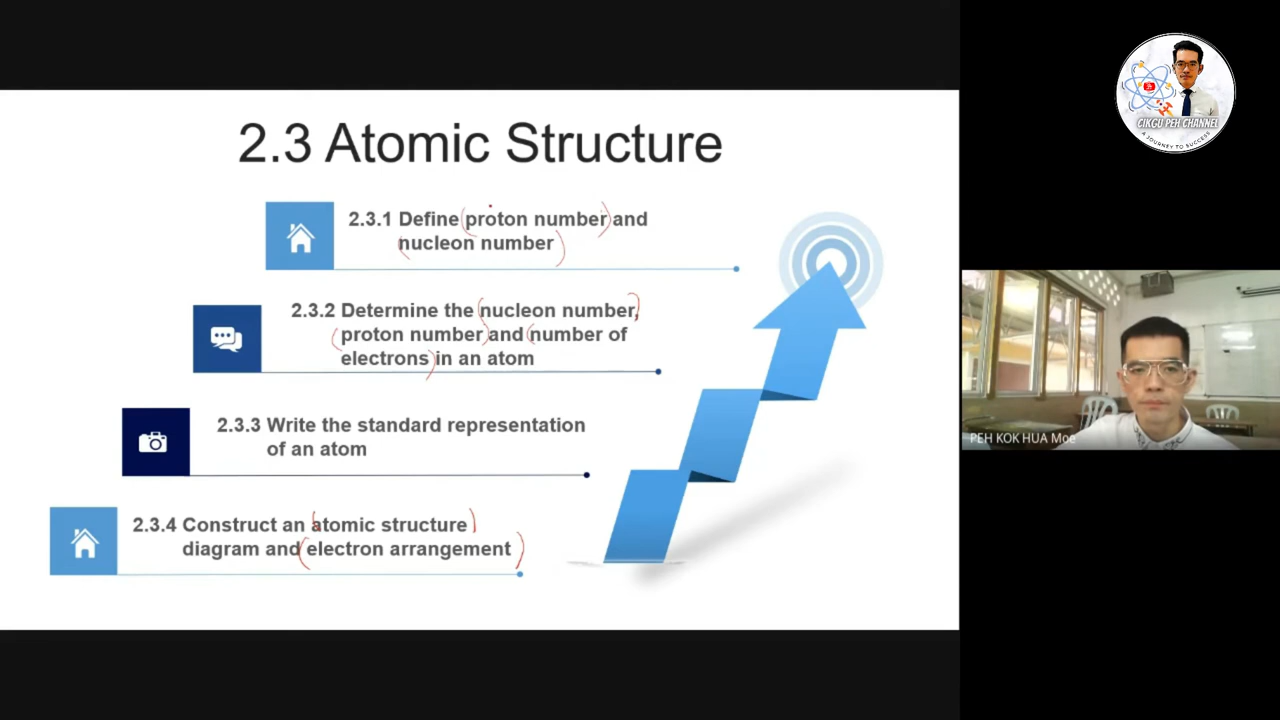 2.3 Atomic Structure
2.3.1 Define proton number and
nucleon number
2.3.2 Determine the nucleon number,
proton number and number of
electrons in an atom
2.3.3 Write the standard representation
of an atom
2.3.4 Construct an atomic structure
diagram and electron arrangement
CIKGU PEH CHANNEL
A JOURNEY TO SUCCESS
PEH KOK HUA Moe